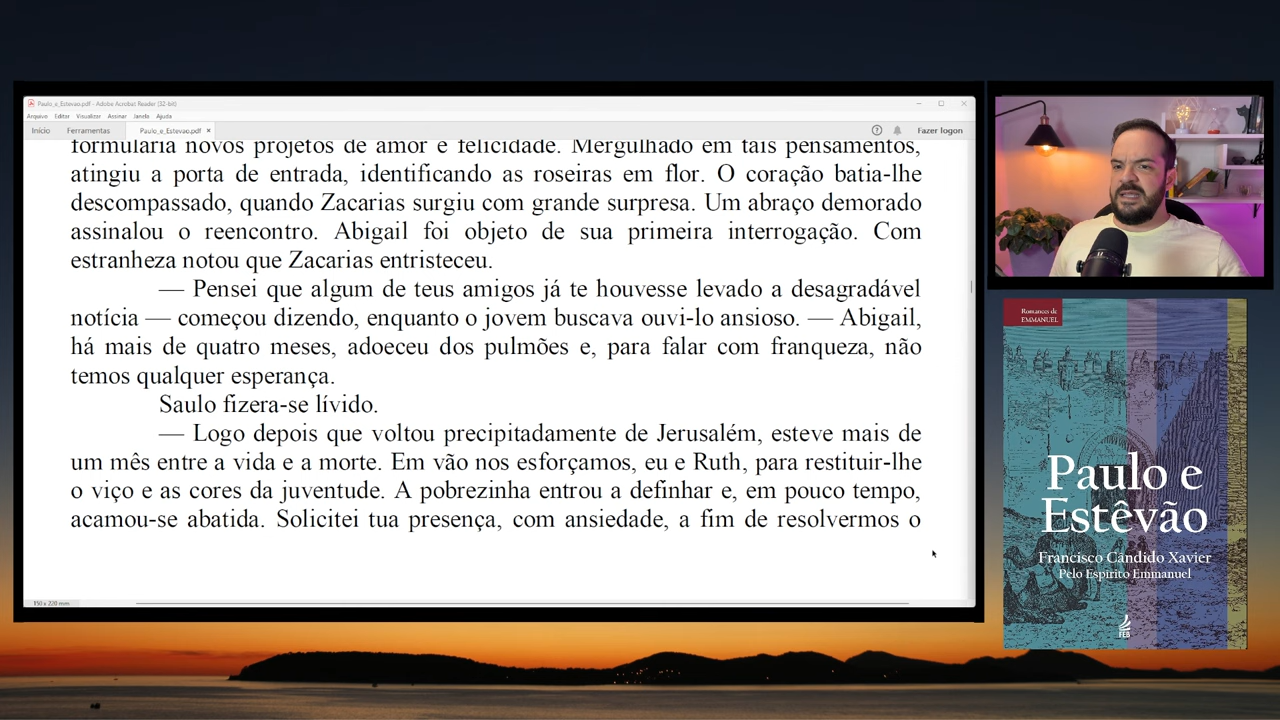 Paulo_e_Estevao.pdf - Adobe Acrobat Reader (32-bit)
Arquivo Editar Visualizar Assinar Janela Ajuda
Início Ferramentas Paulo_e_Estevao.pdf × Fazer logon
formularia novos projetos de amor e felicidade. Mergulhado em tais pensamentos,
atingiu a porta de entrada, identificando as roseiras em flor. O coração batia-lhe
descompassado, quando Zacarias surgiu com grande surpresa. Um abraço demorado
assinalou o reencontro. Abigail foi objeto de sua primeira interrogação. Com
estranheza notou que Zacarias entristeceu.
— Pensei que algum de teus amigos já te houvesse levado a desagradável
notícia — começou dizendo, enquanto o jovem buscava ouvi-lo ansioso. — Abigail,
há mais de quatro meses, adoeceu dos pulmões e, para falar com franqueza, não
temos qualquer esperança.
Saulo fizera-se lívido.
— Logo depois que voltou precipitadamente de Jerusalém, esteve mais de
um mês entre a vida e a morte. Em vão nos esforçamos, eu e Ruth, para restituir-lhe
o viço e as cores da juventude. A pobrezinha entrou a definhar e, em pouco tempo,
acamou-se abatida. Solicitei tua presença, com ansiedade, a fim de resolvermos o
150 x 220 mm
Romances de
EMMANUEL
Paulo e
Estêvão
Francisco Cândido Xavier
Pelo Espírito Emmanuel
FEB